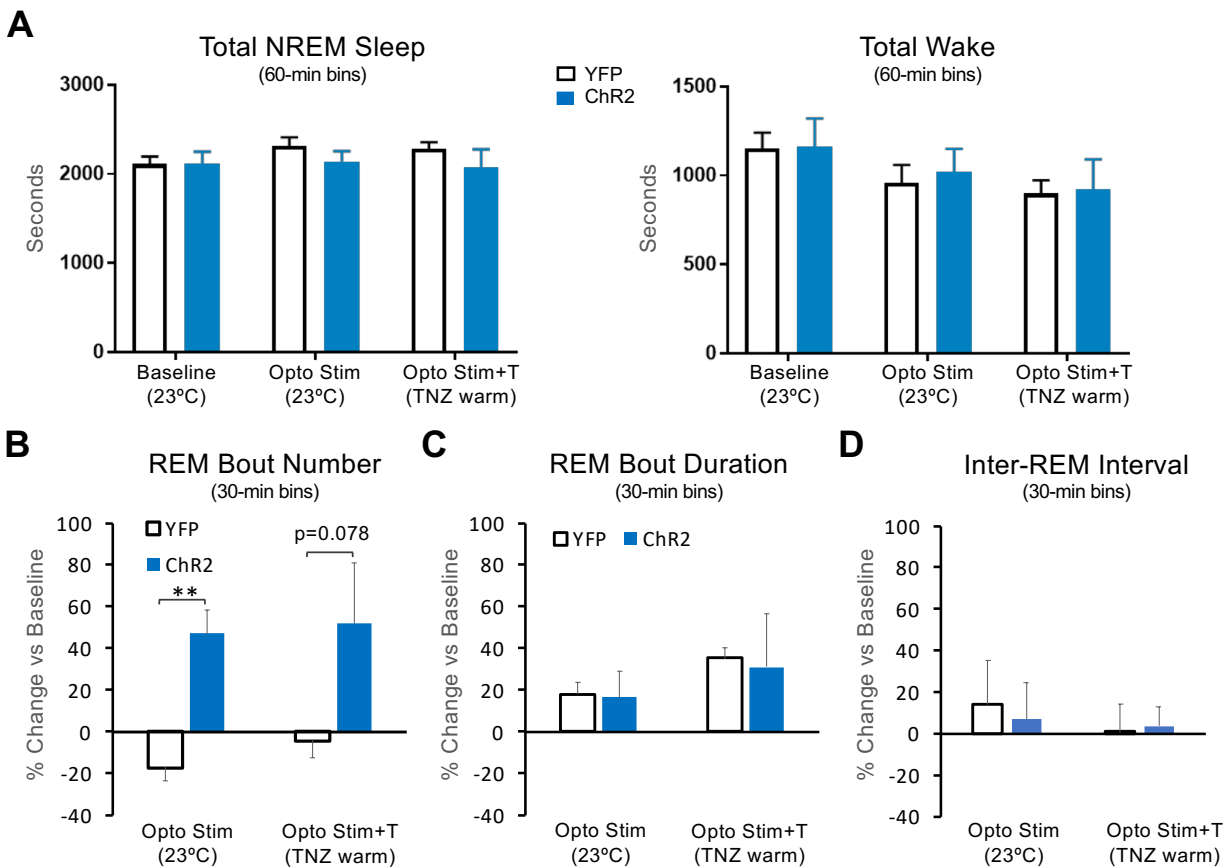 A
Total NREM Sleep
(60-min bins)
3000
2000
1000
0
Seconds
Baseline
(23ºC)
Opto Stim
(23ºC)
Opto Stim+T
(TNZ warm)
YFP
ChR2
Total Wake
(60-min bins)
1500
1000
500
0
Seconds
Baseline
(23ºC)
Opto Stim
(23ºC)
Opto Stim+T
(TNZ warm)
B
REM Bout Number
(30-min bins)
100
80
60
40
20
0
-20
-40
% Change vs Baseline
YFP
ChR2
**
p=0.078
Opto Stim
(23ºC)
Opto Stim+T
(TNZ warm)
C
REM Bout Duration
(30-min bins)
100
80
60
40
20
0
-20
-40
% Change vs Baseline
YFP
ChR2
Opto Stim
(23ºC)
Opto Stim+T
(TNZ warm)
D
Inter-REM Interval
(30-min bins)
100
80
60
40
20
0
-20
-40
% Change vs Baseline
Opto Stim
(23ºC)
Opto Stim+T
(TNZ warm)